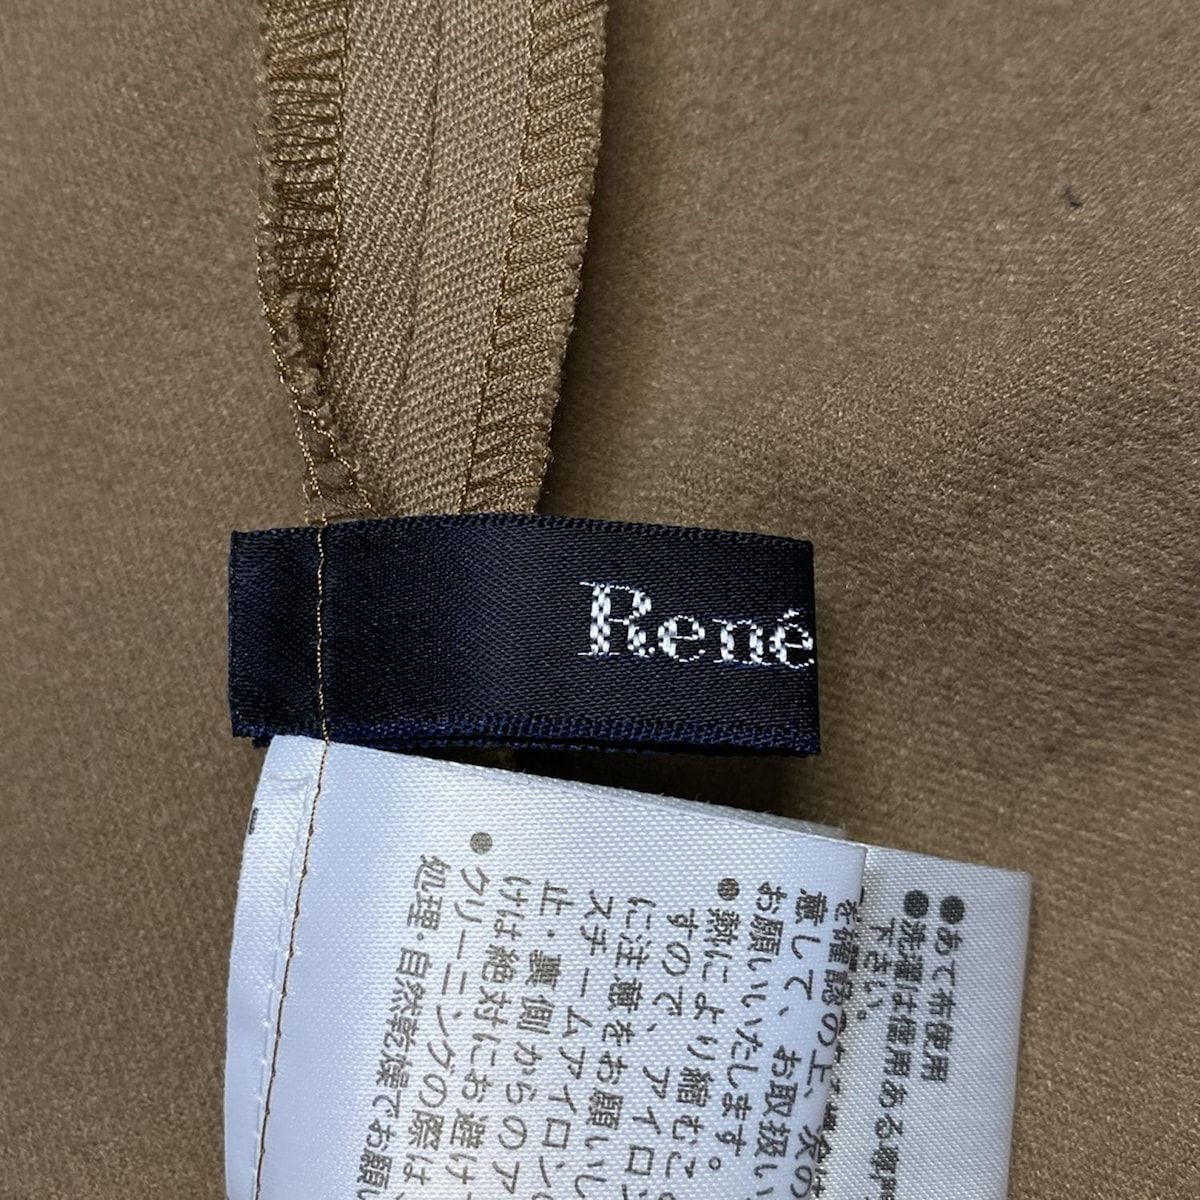 René
●あて布使用
●洗濯は使用ある専門
下さい。
を確認の上、次の
意して、お取扱い
お願いいたします。
●熱により縮むこ
すので、アイロン
に注意をお願いし
スチームアイロン
止・裏側からのア
けは絶対にお避け
●クリーニングの際は、
処理・自然乾燥でお願